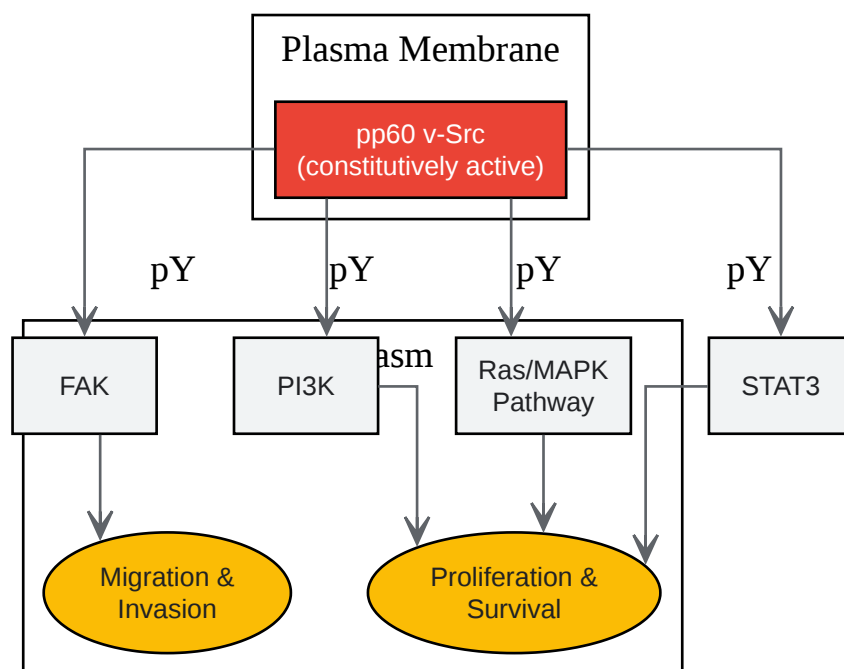 Plasma Membrane
pp60 v-Src
(constitutively active)
pY
pY
pY
pY
FAK
PI3K
asm
Ras/MAPK
Pathway
STAT3
Migration &
Invasion
Proliferation &
Survival